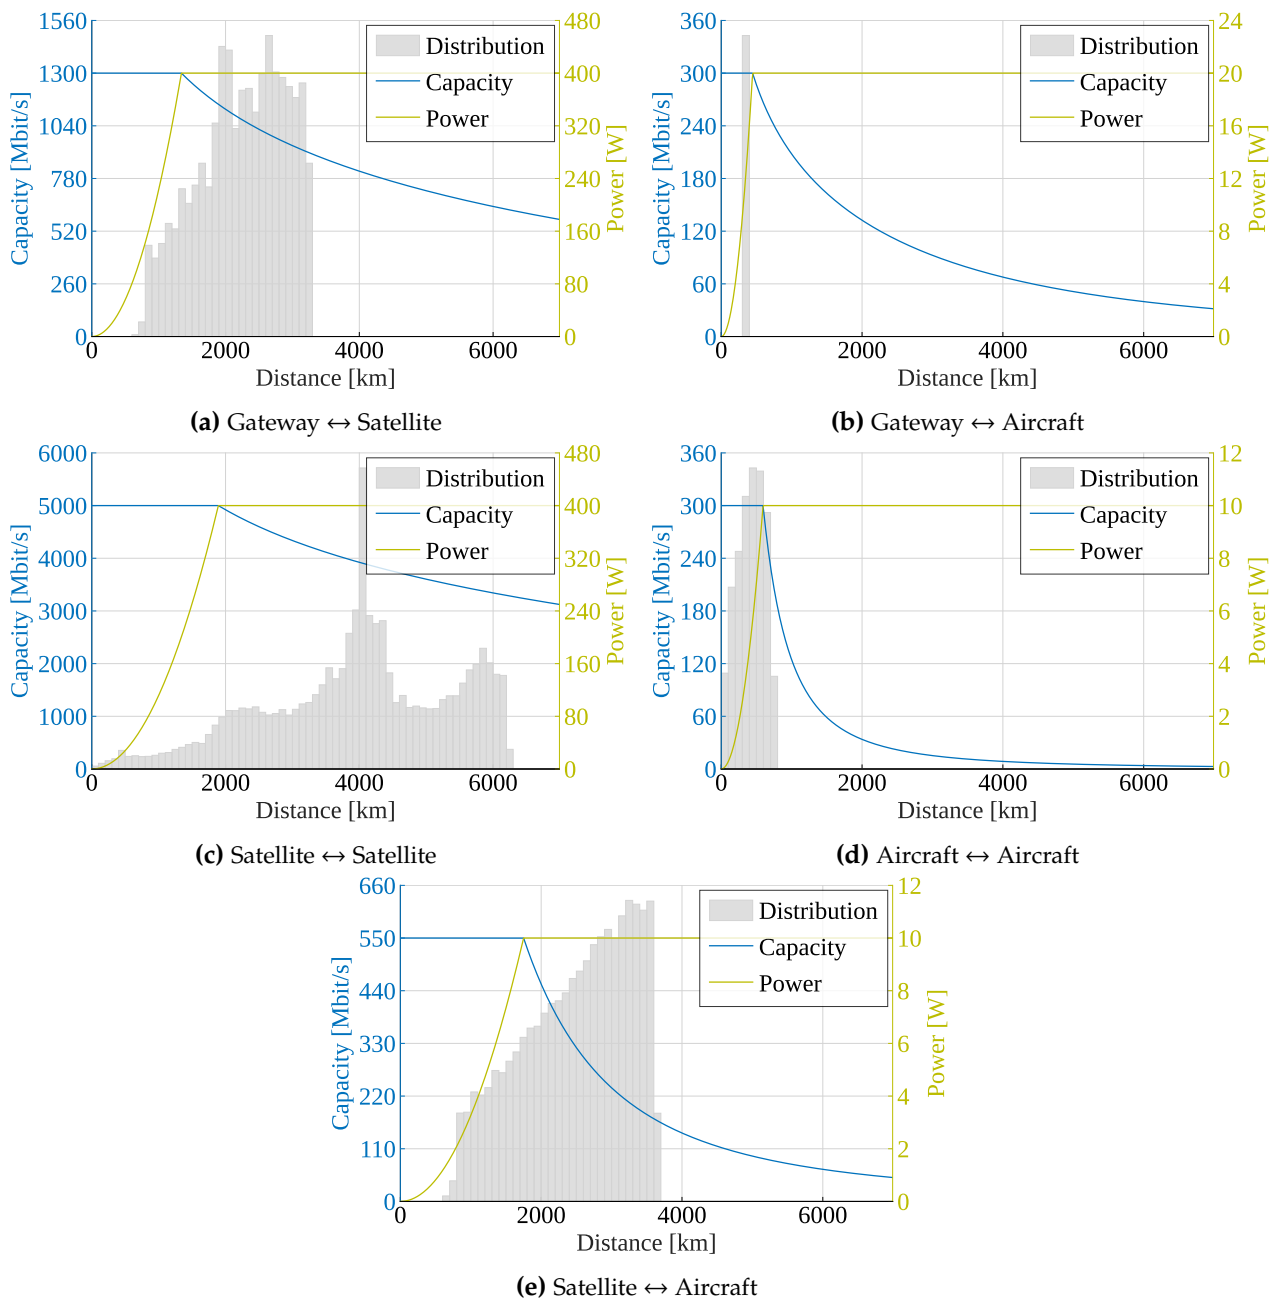 1560
1300
1040
780
520
260
0
Capacity [Mbit/s]
480
400
320
240
160
80
0
Power [W]
Distribution
Capacity
Power
0 2000 4000 6000
Distance [km]
(a) Gateway ↔ Satellite
360
300
240
180
120
60
0
Capacity [Mbit/s]
24
20
16
12
8
4
0
Power [W]
Distribution
Capacity
Power
0 2000 4000 6000
Distance [km]
(b) Gateway ↔ Aircraft
6000
5000
4000
3000
2000
1000
0
Capacity [Mbit/s]
480
400
320
240
160
80
0
Power [W]
Distribution
Capacity
Power
0 2000 4000 6000
Distance [km]
(c) Satellite ↔ Satellite
360
300
240
180
120
60
0
Capacity [Mbit/s]
12
10
8
6
4
2
0
Power [W]
Distribution
Capacity
Power
0 2000 4000 6000
Distance [km]
(d) Aircraft ↔ Aircraft
660
550
440
330
220
110
0
Capacity [Mbit/s]
12
10
8
6
4
2
0
Power [W]
Distribution
Capacity
Power
0 2000 4000 6000
Distance [km]
(e) Satellite ↔ Aircraft